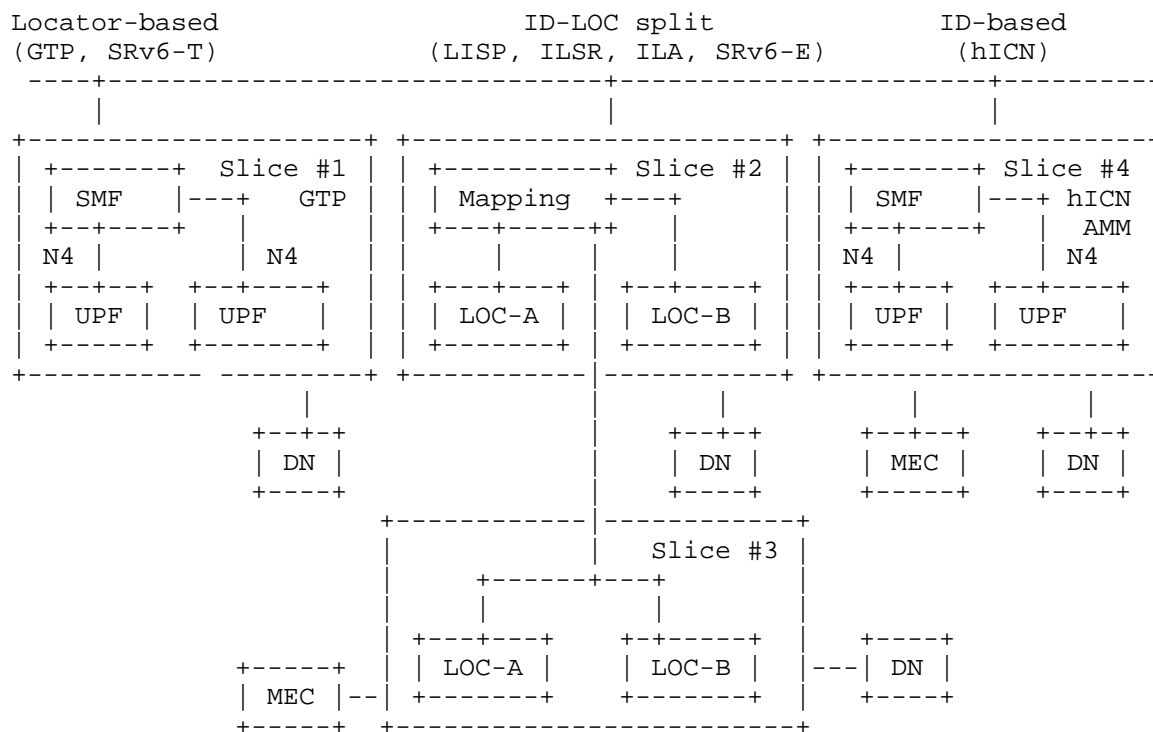 Locator-based ID-LOC split ID-based
(GTP, SRv6-T) (LISP, ILSR, ILA, SRv6-E) (hICN)
Slice #1 Slice #2 Slice #4
SMF GTP Mapping SMF hICN
AMM
N4 N4 N4 N4
UPF UPF LOC-A LOC-B UPF UPF
DN DN MEC DN
Slice #3
LOC-A LOC-B DN
MEC